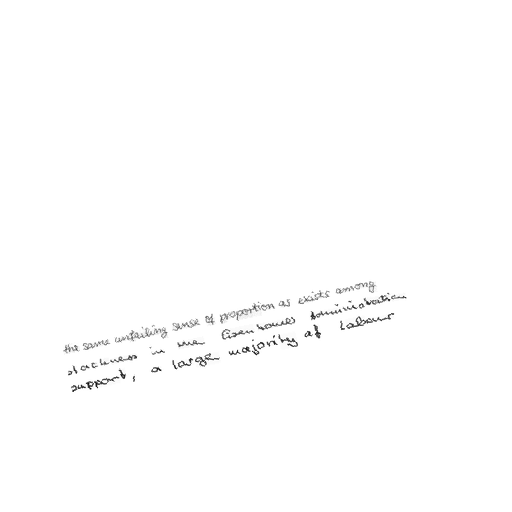 the same unfailing sense of proportion as exists among
slackness in the Eisenhower Administration
support, a large majority of Labour